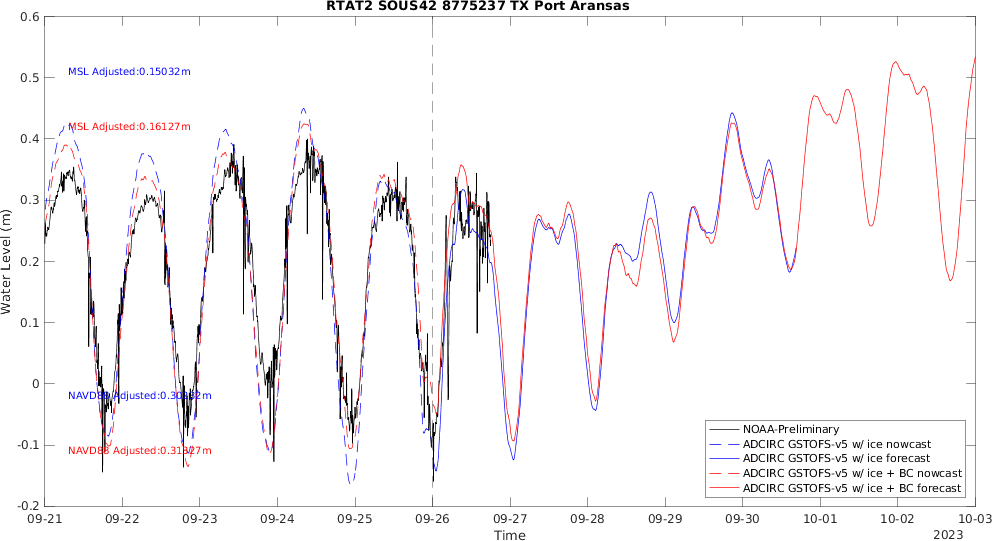 RTAT2 SOUS42 8775237 TX Port Aransas
Water Level (m)
0.6
0.5
0.4
0.3
0.2
0.1
0
-0.1
-0.2
MSL Adjusted:0.15032m
MSL Adjusted:0.16127m
NAVD88 Adjusted:
NAVD88 Adjusted:
NOAA-Preliminary
ADCIRC GSTOFS-v5 w/ ice nowcast
ADCIRC GSTOFS-v5 w/ ice forecast
ADCIRC GSTOFS-v5 w/ ice + BC nowcast
ADCIRC GSTOFS-v5 w/ ice + BC forecast
09-21 09-22 09-23 09-24 09-25 09-26 09-27 09-28 09-29 09-30 10-01 10-02 10-03
Time
2023